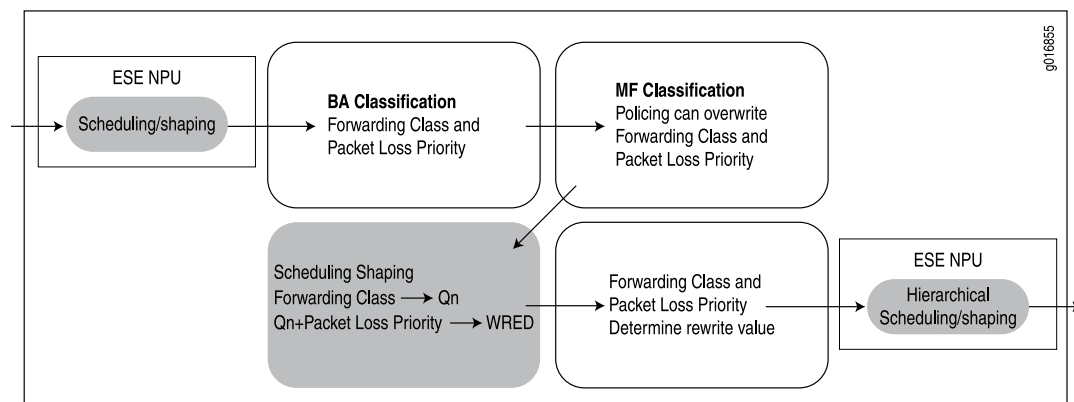 g016855
ESE NPU
Scheduling/shaping
BA Classification
Forwarding Class and
Packet Loss Priority
MF Classification
Policing can overwrite
Forwarding Class and
Packet Loss Priority
Scheduling Shaping
Forwarding Class → Qn
Qn+Packet Loss Priority → WRED
Forwarding Class and
Packet Loss Priority
Determine rewrite value
ESE NPU
Hierarchical
Scheduling/shaping